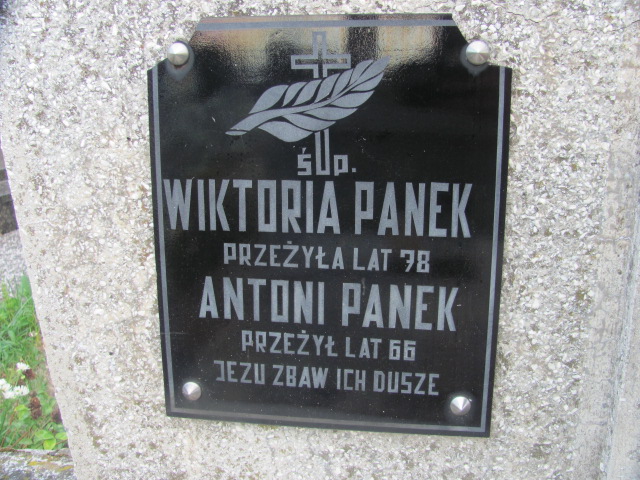 śp.
WIKTORIA PANEK
PRZEŻYŁA LAT 78
ANTONI PANEK
PRZEŻYŁ LAT 66
JEZU ZBAW ICH DUSZE